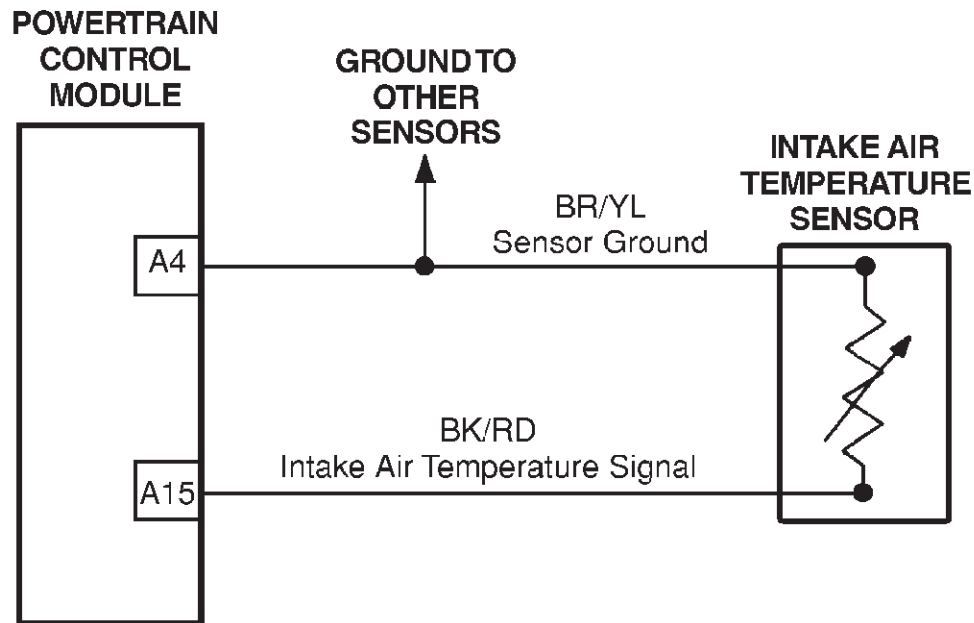 POWERTRAIN
CONTROL
MODULE
GROUND TO
OTHER
SENSORS
INTAKE AIR
TEMPERATURE
SENSOR
BR/YL
Sensor Ground
A4
BK/RD
Intake Air Temperature Signal
A15